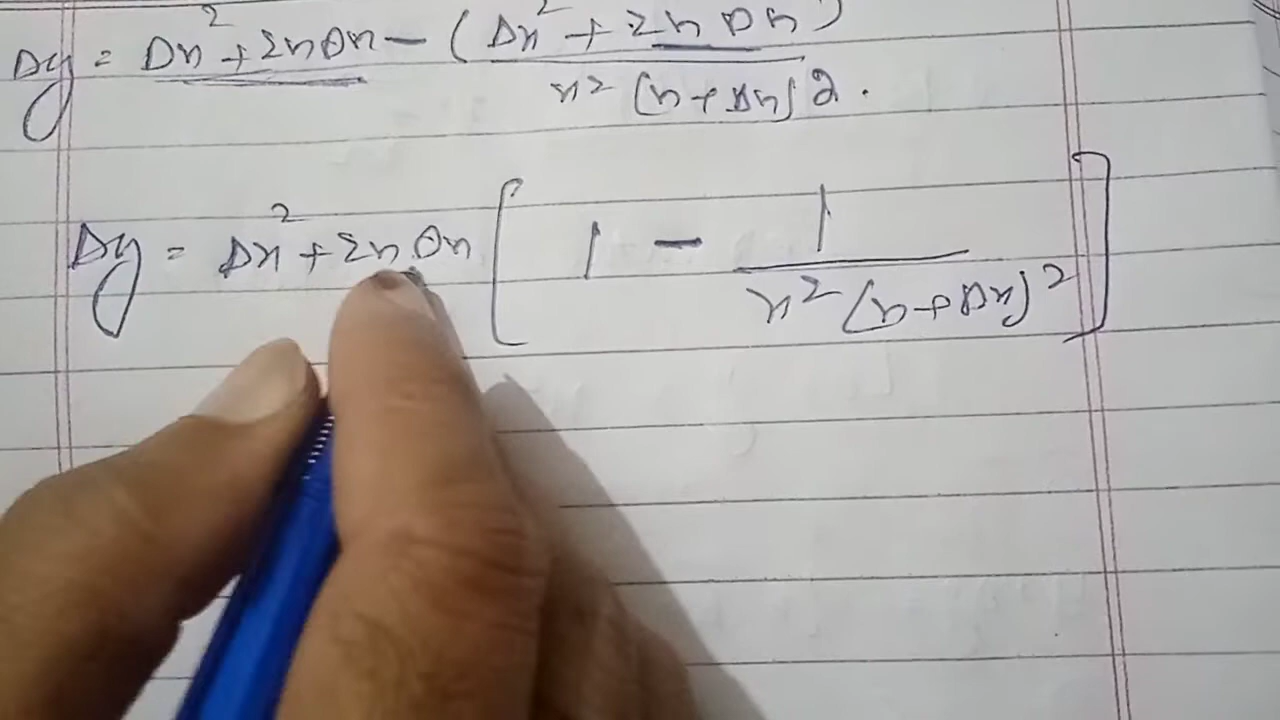 Δy = Δx² + 2xΔx − (Δx² + 2xΔx) / x² (x+Δx)2.
Δy = Δx² + 2xΔx [ 1 − 1 / x² (x+Δx)² ]